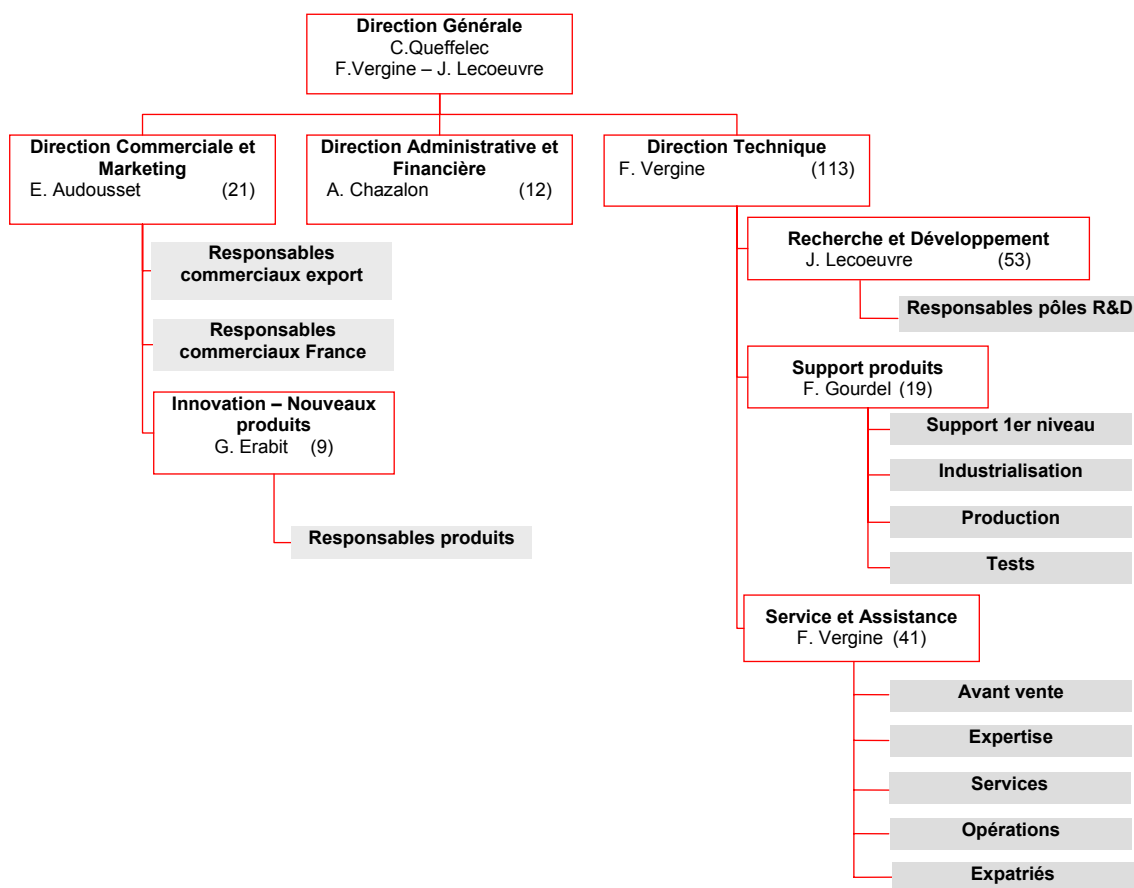 Direction Générale
C.Queffelec
F.Vergine – J. Lecoeuvre
Direction Commerciale et
Marketing
E. Audousset (21)
Direction Administrative et
Financière
A. Chazalon (12)
Direction Technique
F. Vergine (113)
Responsables
commerciaux export
Responsables
commerciaux France
Innovation – Nouveaux
produits
G. Erabit (9)
Responsables produits
Recherche et Développement
J. Lecoeuvre (53)
Responsables pôles R&D
Support produits
F. Gourdel (19)
Support 1er niveau
Industrialisation
Production
Tests
Service et Assistance
F. Vergine (41)
Avant vente
Expertise
Services
Opérations
Expatriés